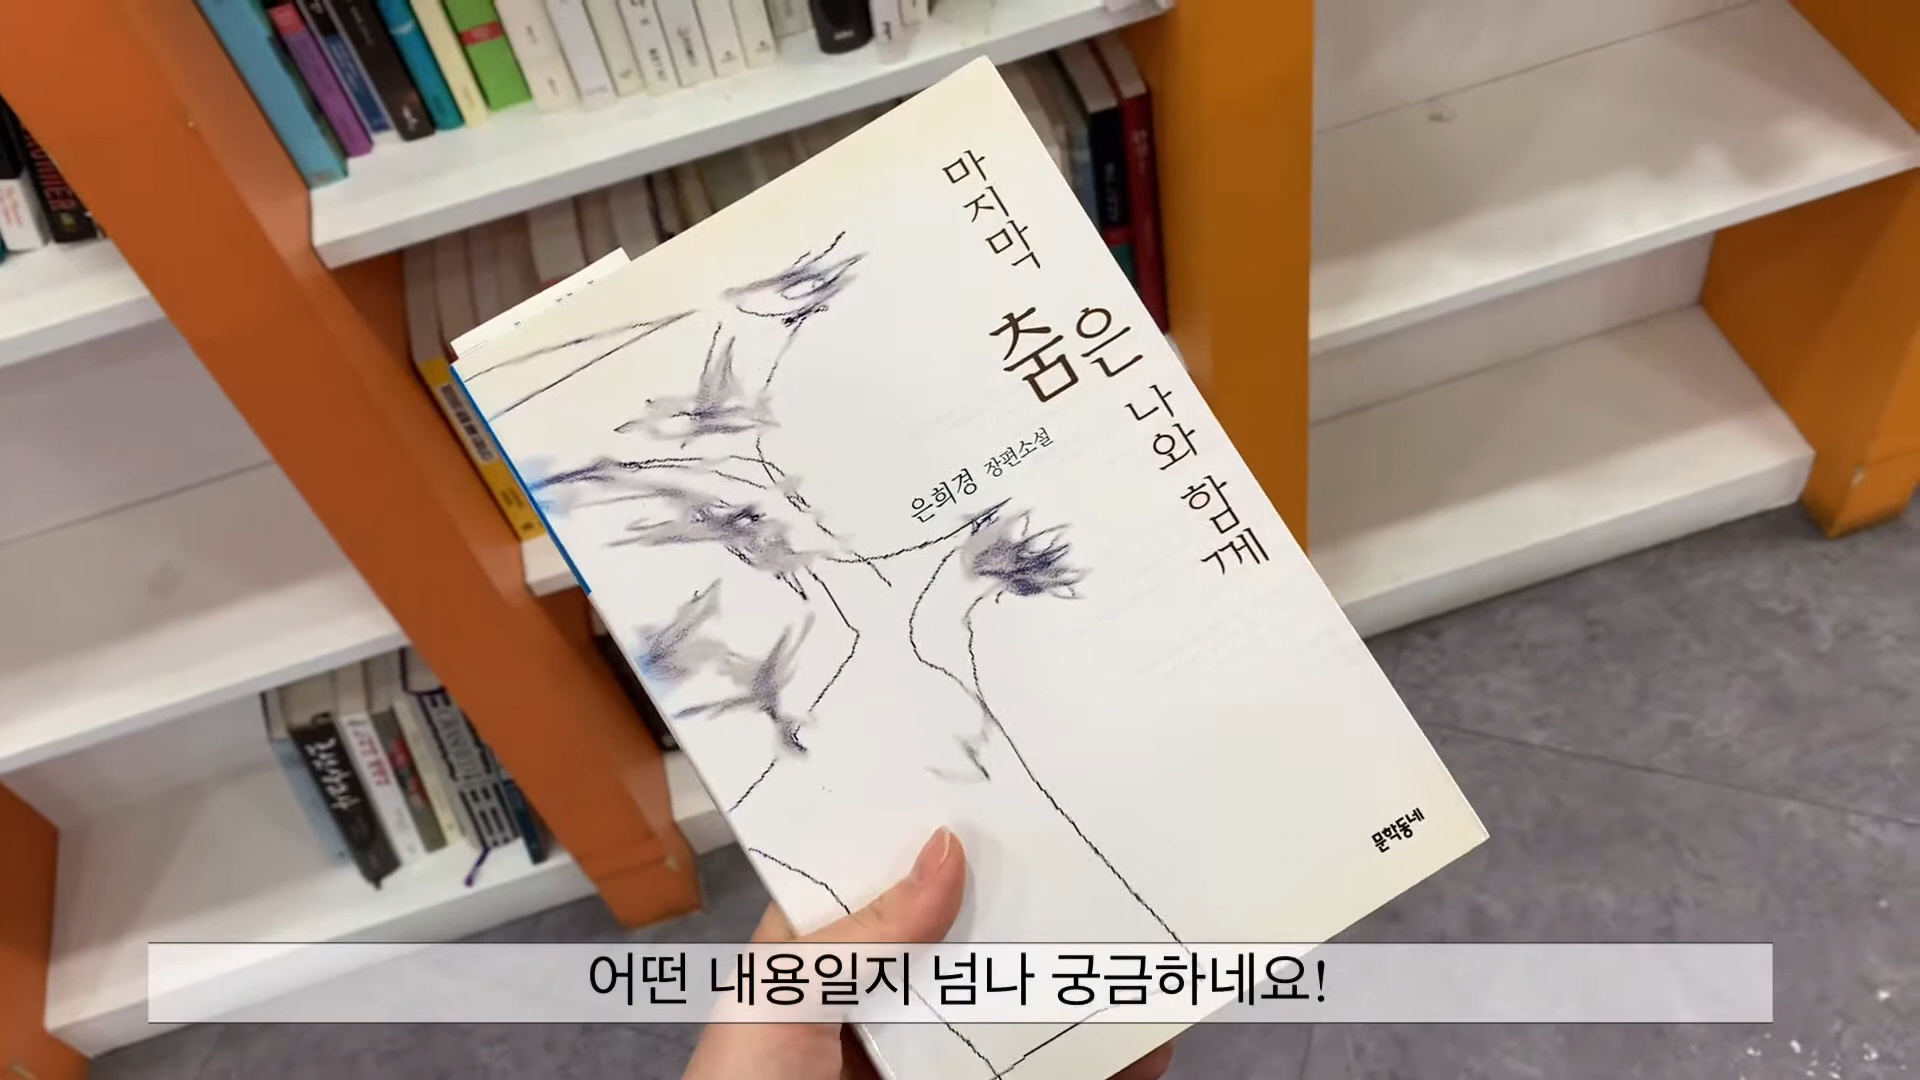 마지막
춤은
나와 함께
은희경 장편소설
문학동네
어떤 내용일지 넘나 궁금하네요!